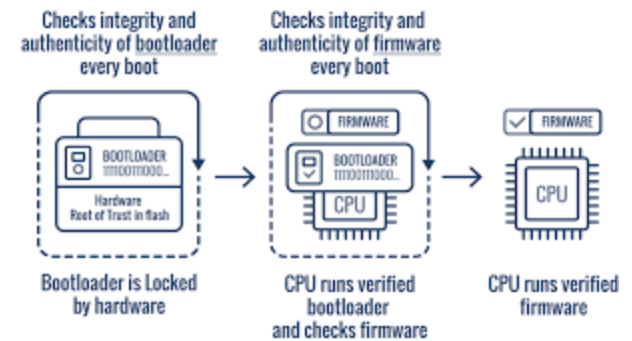 Checks integrity and
authenticity of bootloader
every boot
Checks integrity and
authenticity of firmware
every boot
BOOTLOADER
111100111000...
Hardware
Root of Trust in flash
FIRMWARE
BOOTLOADER
111100111000...
CPU
FIRMWARE
CPU
Bootloader is Locked
by hardware
CPU runs verified
bootloader
and checks firmware
CPU runs verified
firmware